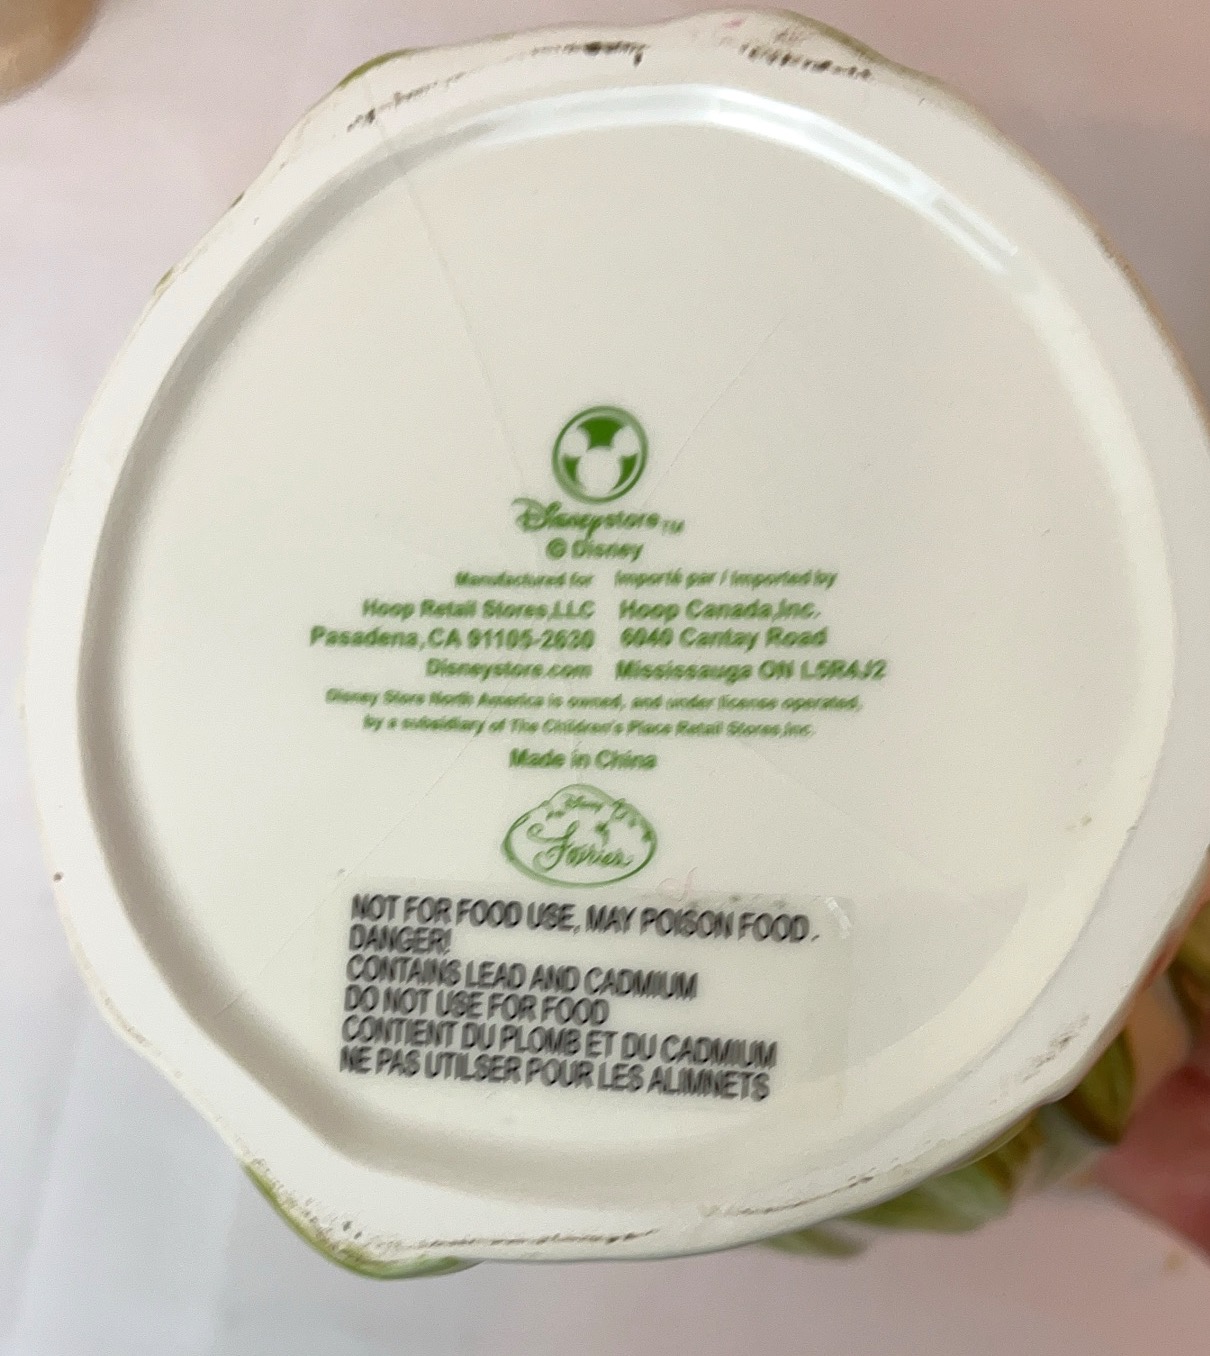 Disneystore™
© Disney
Manufactured for Importé par / Imported by
Hoop Retail Stores,LLC Hoop Canada,Inc.
Pasadena,CA 91105-2630 6040 Cantay Road
Disneystore.com Mississauga ON L5R4J2
Disney Store North America is owned, and under license operated,
by a subsidiary of The Children's Place Retail Stores,Inc.
Made in China
Disney
Fairies
NOT FOR FOOD USE, MAY POISON FOOD.
DANGER!
CONTAINS LEAD AND CADMIUM
DO NOT USE FOR FOOD
CONTIENT DU PLOMB ET DU CADMIUM
NE PAS UTILSER POUR LES ALIMNETS